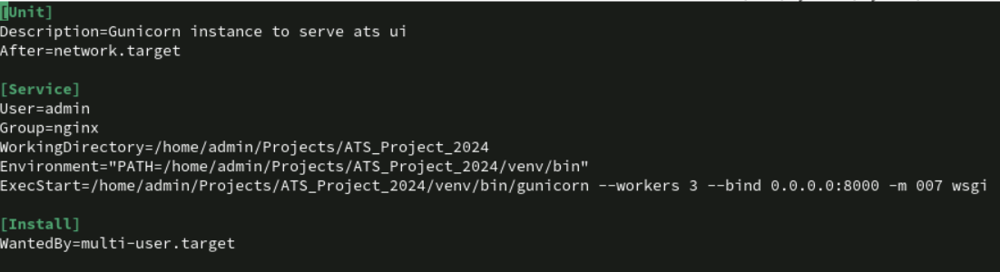 [Unit]
Description=Gunicorn instance to serve ats ui
After=network.target
[Service]
User=admin
Group=nginx
WorkingDirectory=/home/admin/Projects/ATS_Project_2024
Environment="PATH=/home/admin/Projects/ATS_Project_2024/venv/bin"
ExecStart=/home/admin/Projects/ATS_Project_2024/venv/bin/gunicorn --workers 3 --bind 0.0.0.0:8000 -m 007 wsgi
[Install]
WantedBy=multi-user.target